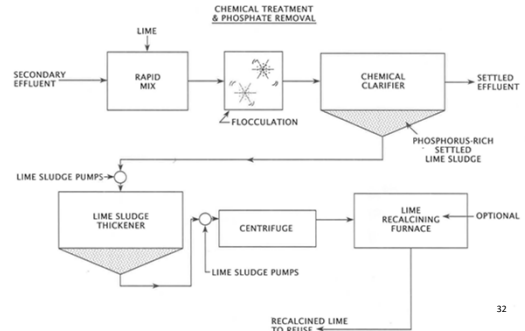 CHEMICAL TREATMENT
& PHOSPHATE REMOVAL
LIME
SECONDARY
EFFLUENT
RAPID
MIX
FLOCCULATION
CHEMICAL
CLARIFIER
SETTLED
EFFLUENT
PHOSPHORUS-RICH
SETTLED
LIME SLUDGE
LIME SLUDGE PUMPS
LIME SLUDGE
THICKENER
CENTRIFUGE
LIME
RECALCINING
FURNACE
OPTIONAL
LIME SLUDGE PUMPS
RECALCINED LIME
TO REUSE
32